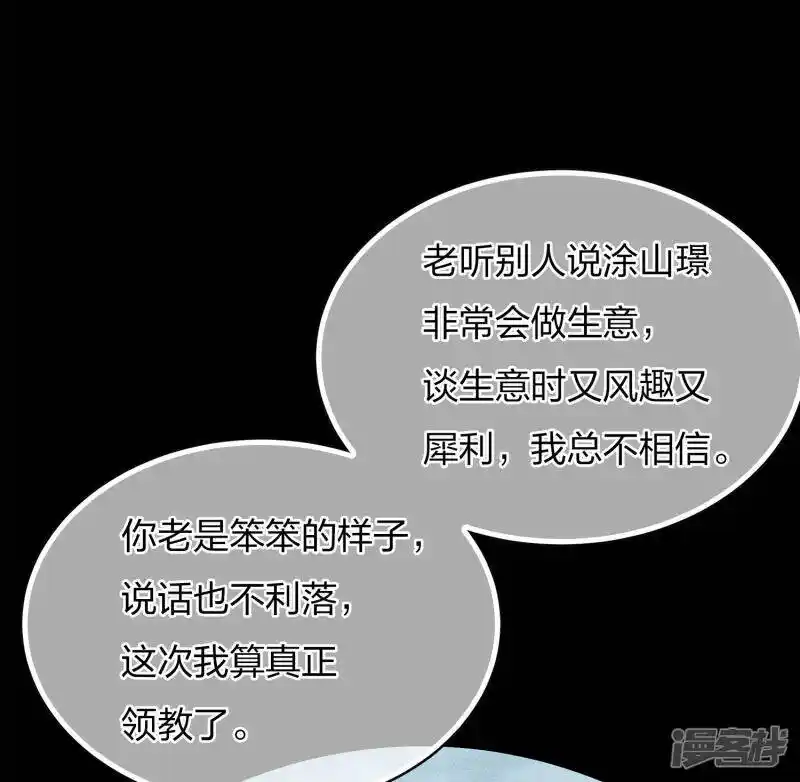 老听别人说涂山璟
非常会做生意，
谈生意时又风趣又
犀利，我总不相信。
你老是笨笨的样子，
说话也不利落，
这次我算真正
领教了。
漫客栈